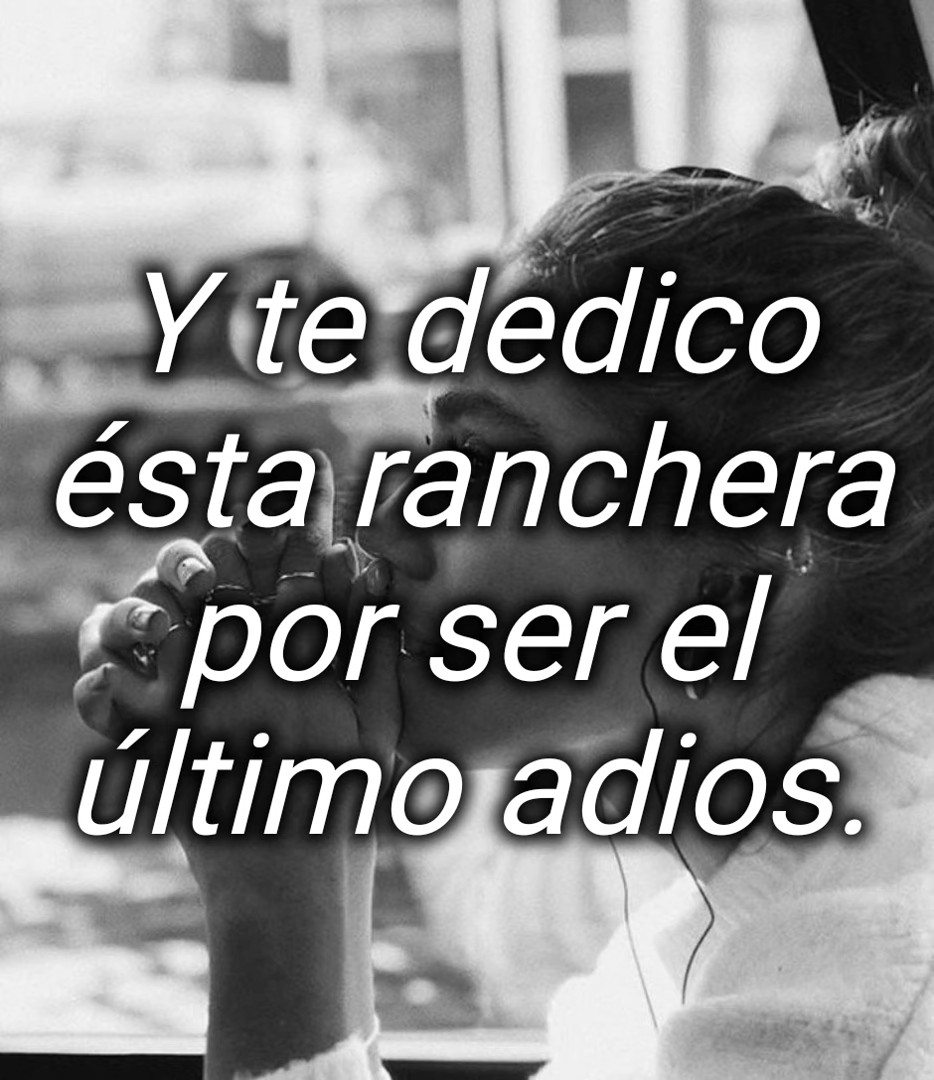 Y te dedico
ésta ranchera
por ser el
último adios.